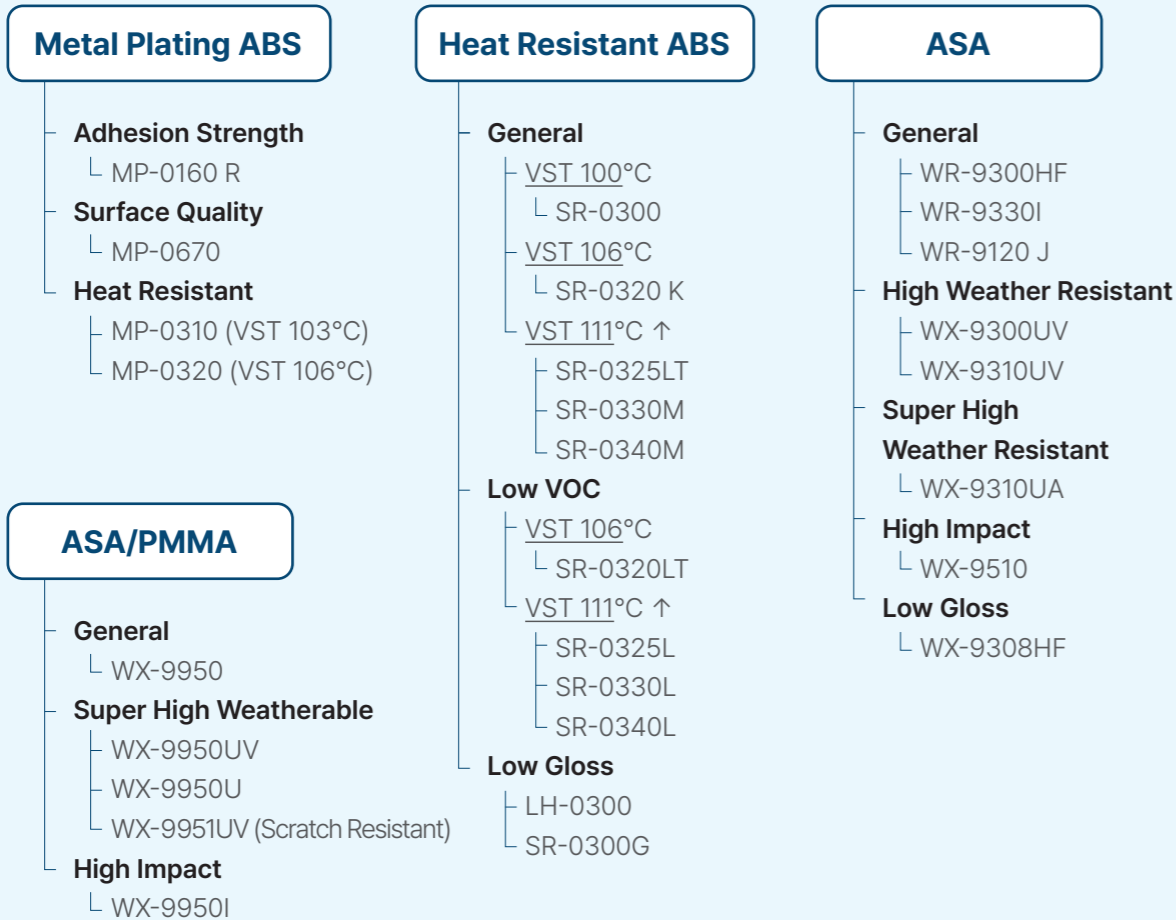 Metal Plating ABS
Adhesion Strength
MP-0160 R
Surface Quality
MP-0670
Heat Resistant
MP-0310 (VST 103°C)
MP-0320 (VST 106°C)
ASA/PMMA
General
WX-9950
Super High Weatherable
WX-9950UV
WX-9950U
WX-9951UV (Scratch Resistant)
High Impact
WX-9950I
Heat Resistant ABS
General
VST 100°C
SR-0300
VST 106°C
SR-0320 K
VST 111°C ↑
SR-0325LT
SR-0330M
SR-0340M
Low VOC
VST 106°C
SR-0320LT
VST 111°C ↑
SR-0325L
SR-0330L
SR-0340L
Low Gloss
LH-0300
SR-0300G
ASA
General
WR-9300HF
WR-9330I
WR-9120 J
High Weather Resistant
WX-9300UV
WX-9310UV
Super High
Weather Resistant
WX-9310UA
High Impact
WX-9510
Low Gloss
WX-9308HF